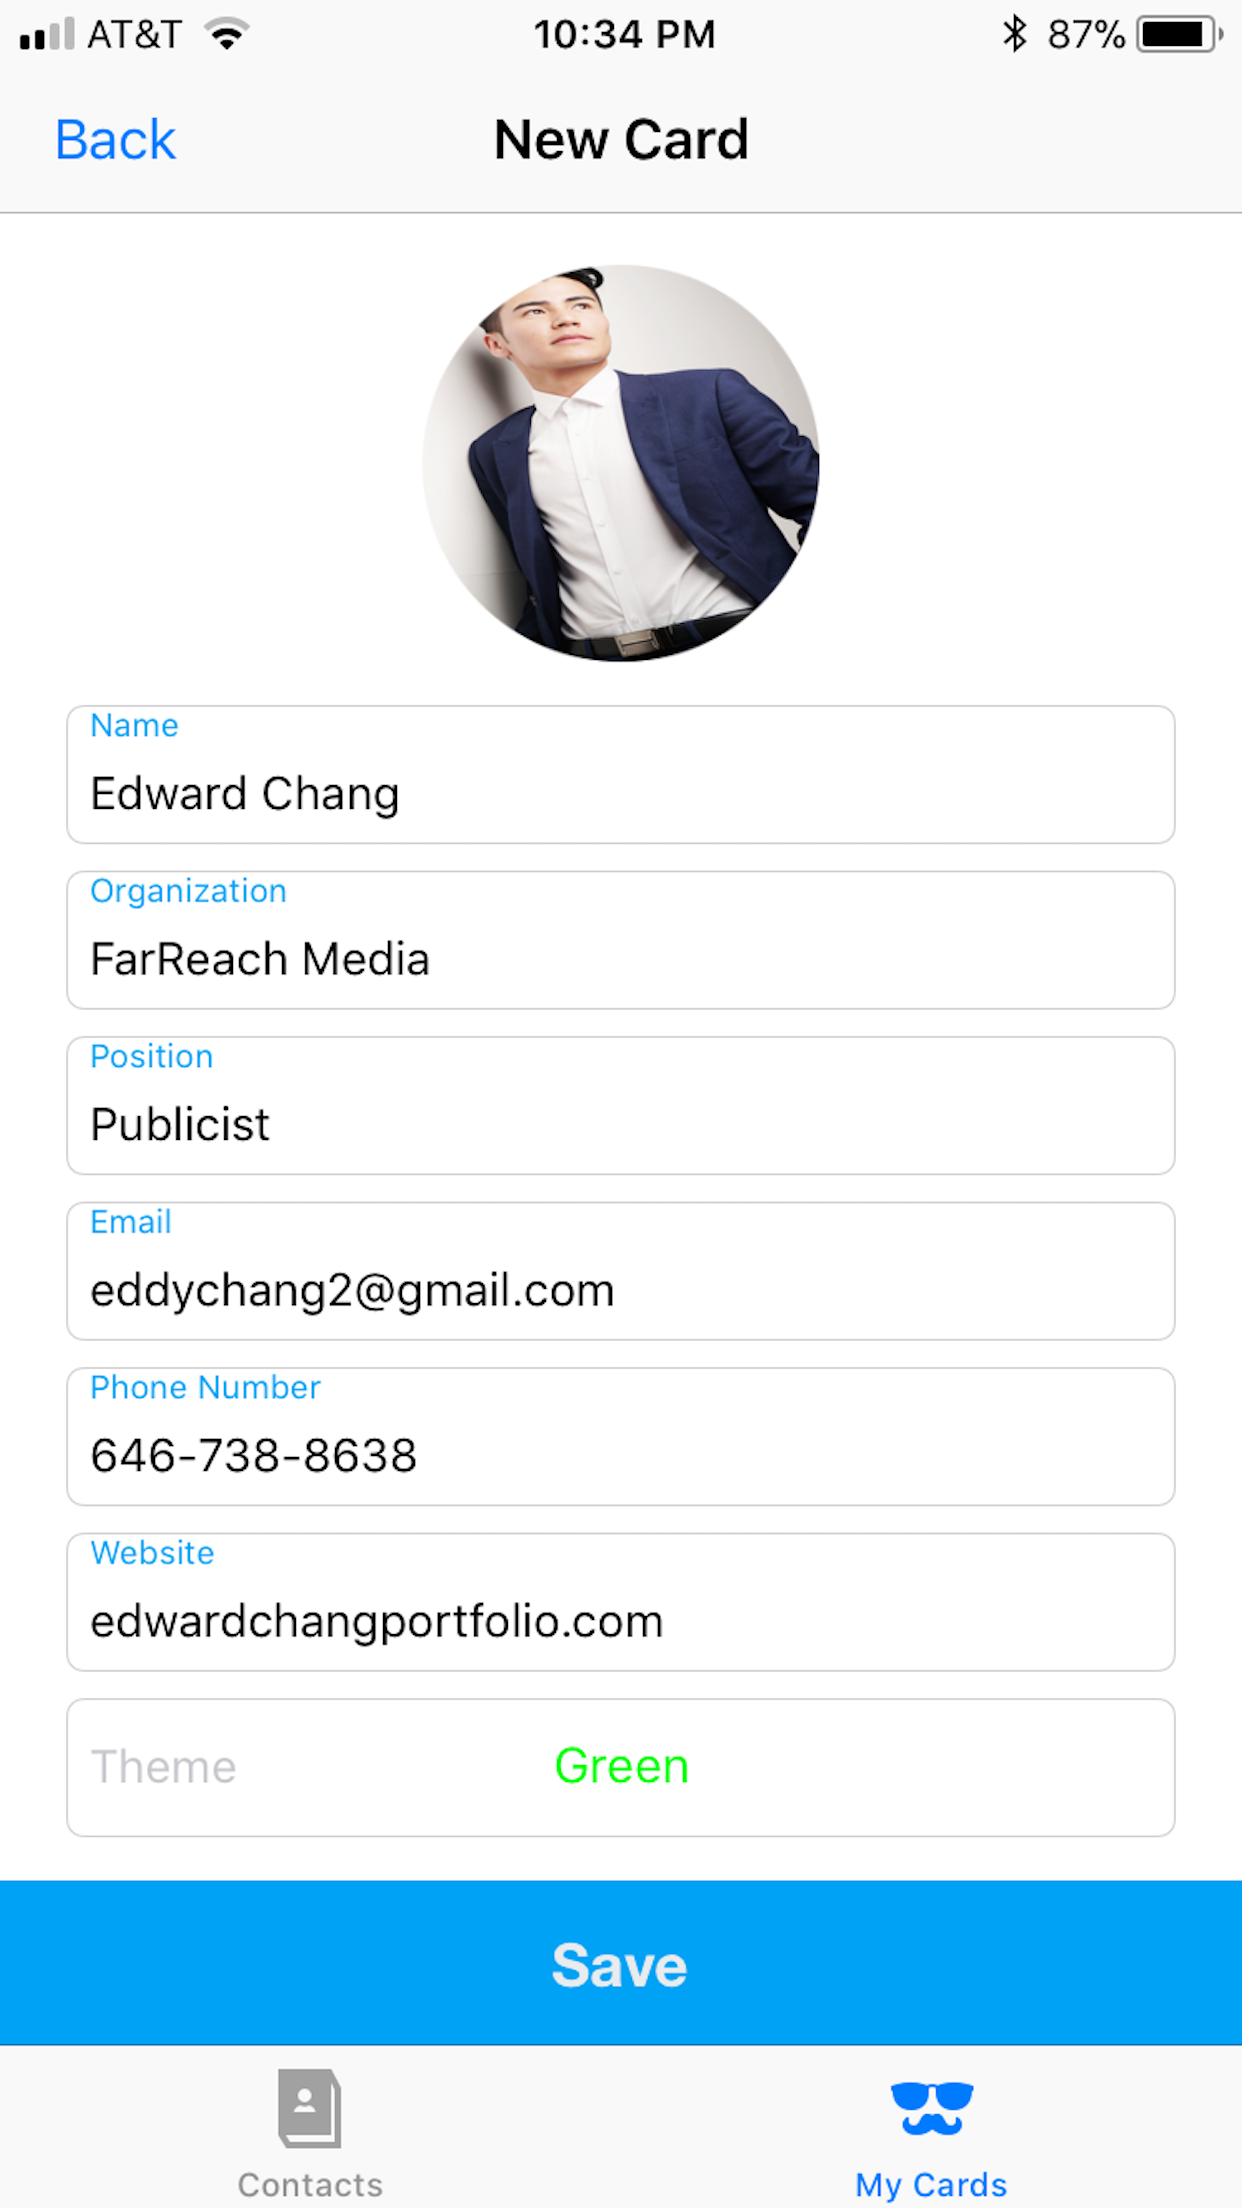 AT&T 10:34 PM 87%
Back New Card
Name
Edward Chang
Organization
FarReach Media
Position
Publicist
Email
eddychang2@gmail.com
Phone Number
646-738-8638
Website
edwardchangportfolio.com
Theme Green
Save
Contacts My Cards